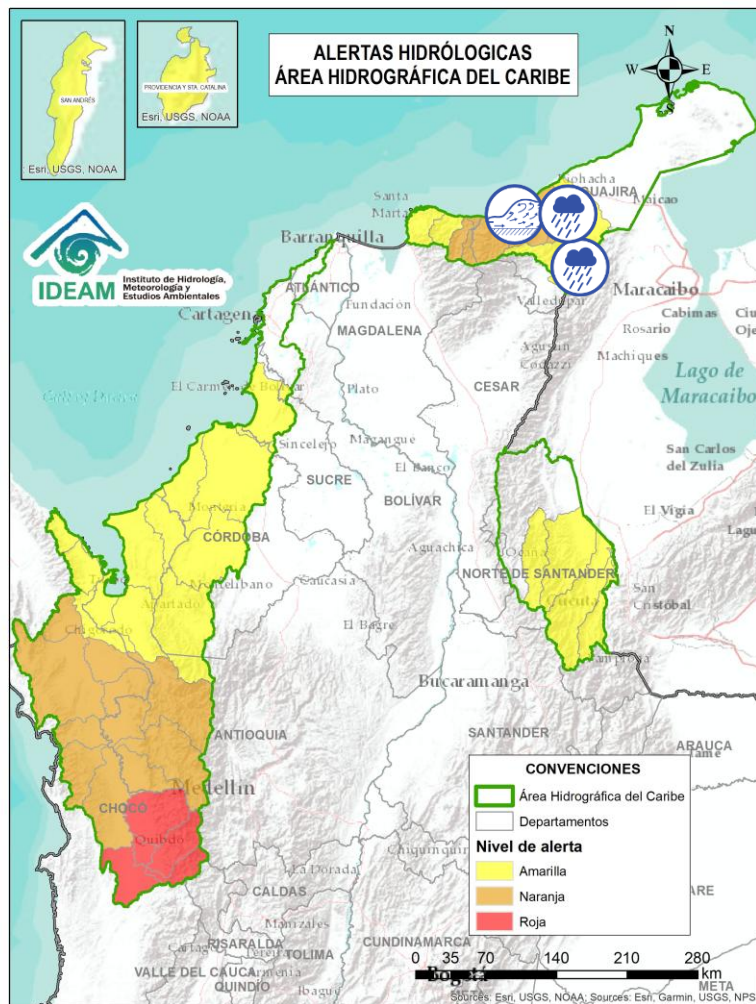 ALERTAS HIDRÓLOGICAS
ÁREA HIDROGRÁFICA DEL CARIBE
N
W
E
S
SAN ANDRÉS
Esri, USGS, NOAA
PROVIDENCIA Y STA. CATALINA
Esri, USGS, NOAA
IDEAM
Instituto de Hidrología,
Meteorología y
Estudios Ambientales
Santa
Marta
GUAJIRA
Maicao
Barranquilla
ATLÁNTICO
Cartagena
Fundación
MAGDALENA
Valledupar
Maracaibo
Cabimas
Rosario
Machiques
Agustín
Codazzi
CESAR
Lago de
Maracaibo
El Carmen de Bolívar
Plato
Sincelejo
Magangue
SUCRE
El Banco
BOLÍVAR
San Carlos
del Zulia
El Vigía
Montería
CÓRDOBA
Aguachica
Ocaña
NORTE DE SANTANDER
Montelíbano
Caucasia
Apartadó
El Bagre
Cúcuta
San
Cristóbal
Chigorodó
Pamplona
Bucaramanga
ANTIOQUIA
SANTANDER
ARAUCA
Medellín
CHOCÓ
Quibdó
La Dorada
CALDAS
Manizales
RISARALDA
TOLIMA
CUNDINAMARCA
VALLE DEL CAUCA
Armenia
QUINDÍO
Ibagué
Bogotá
META
CONVENCIONES
Área Hidrográfica del Caribe
Departamentos
Nivel de alerta
Amarilla
Naranja
Roja
0 35 70 140 210 280
km
Sources: Esri, USGS, NOAA; Sources: Esri, Garmin, USGS, NPS